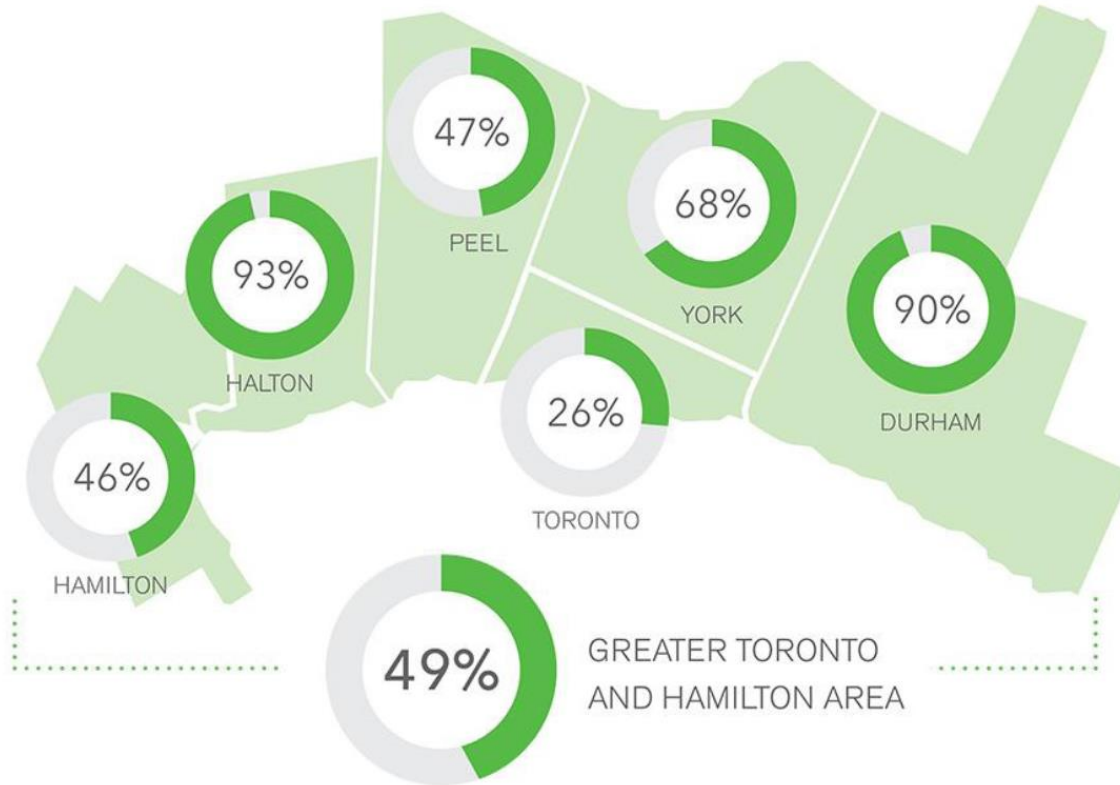 47%
PEEL
68%
YORK
93%
HALTON
90%
DURHAM
26%
TORONTO
46%
HAMILTON
49%
GREATER TORONTO
AND HAMILTON AREA